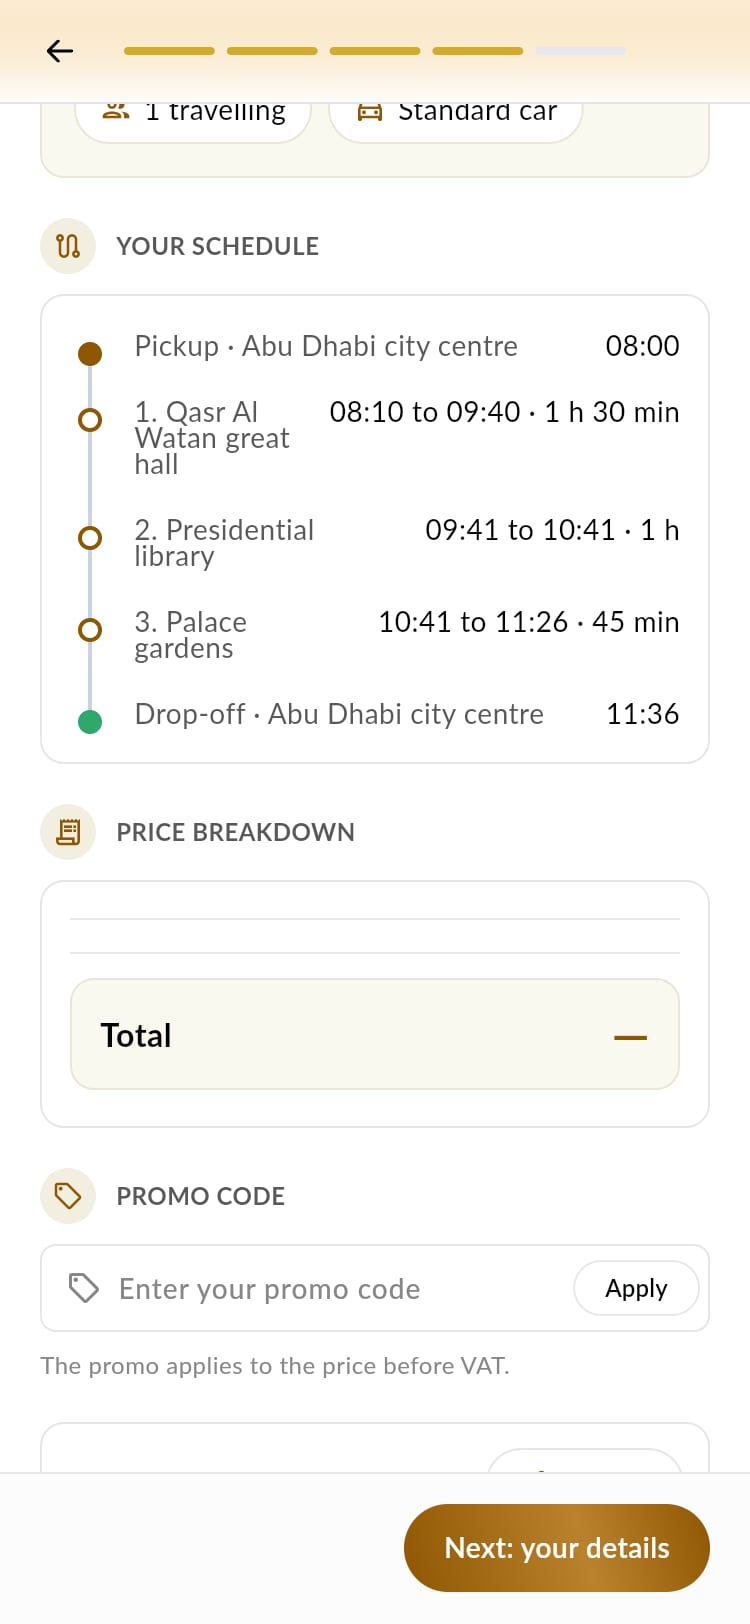 1 travelling
Standard car
YOUR SCHEDULE
Pickup · Abu Dhabi city centre 08:00
1. Qasr Al 08:10 to 09:40 · 1 h 30 min
Watan great
hall
2. Presidential 09:41 to 10:41 · 1 h
library
3. Palace 10:41 to 11:26 · 45 min
gardens
Drop-off · Abu Dhabi city centre 11:36
PRICE BREAKDOWN
Total —
PROMO CODE
Enter your promo code Apply
The promo applies to the price before VAT.
Next: your details